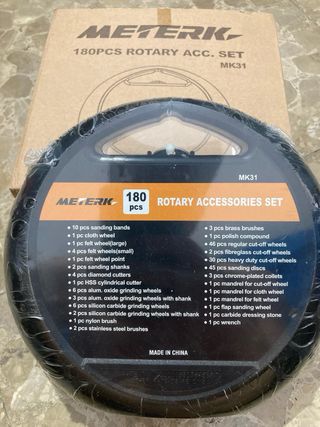 METERK
180PCS ROTARY ACC. SET
MK31
MK31
METERK
180
pcs
ROTARY ACCESSORIES SET
• 10 pcs sanding bands
• 1 pc cloth wheel
• 1 pc felt wheel(large)
• 4 pcs felt wheels(small)
• 1 pc felt wheel point
• 2 pcs sanding shanks
• 4 pcs diamond cutters
• 1 pc HSS cylindrical cutter
• 6 pcs alum. oxide grinding wheels
• 3 pcs alum. oxide grinding wheels with shank
• 6 pcs silicon carbide grinding wheels
• 2 pcs silicon carbide grinding wheels with shank
• 1 pc nylon brush
• 2 pcs stainless steel brushes
• 3 pcs brass brushes
• 1 pc polish compound
• 46 pcs regular cut-off wheels
• 2 pcs fibreglass cut-off wheels
• 36 pcs heavy duty cut-off wheels
• 45 pcs sanding discs
• 3 pcs chrome-plated collets
• 1 pc mandrel for cut-off wheel
• 1 pc mandrel for cloth wheel
• 1 pc mandrel for felt wheel
• 1 pc flap sanding wheel
• 1 pc carbide dressing stone
• 1 pc wrench
MADE IN CHINA